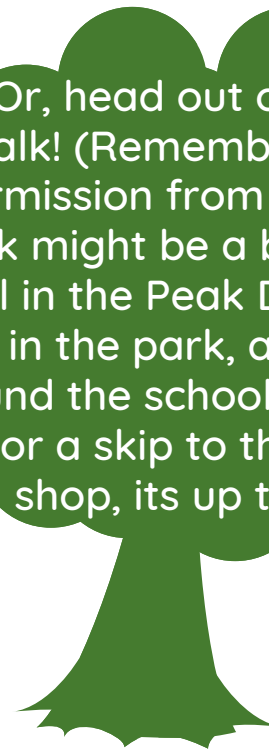 Or, head out o
alk! (Rememb
rmission from
k might be a b
l in the Peak D
in the park, a
und the school
or a skip to th
shop, its up t